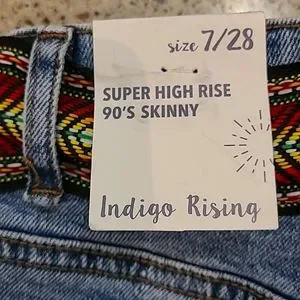 size 7/28
SUPER HIGH RISE
90'S SKINNY
Indigo Rising